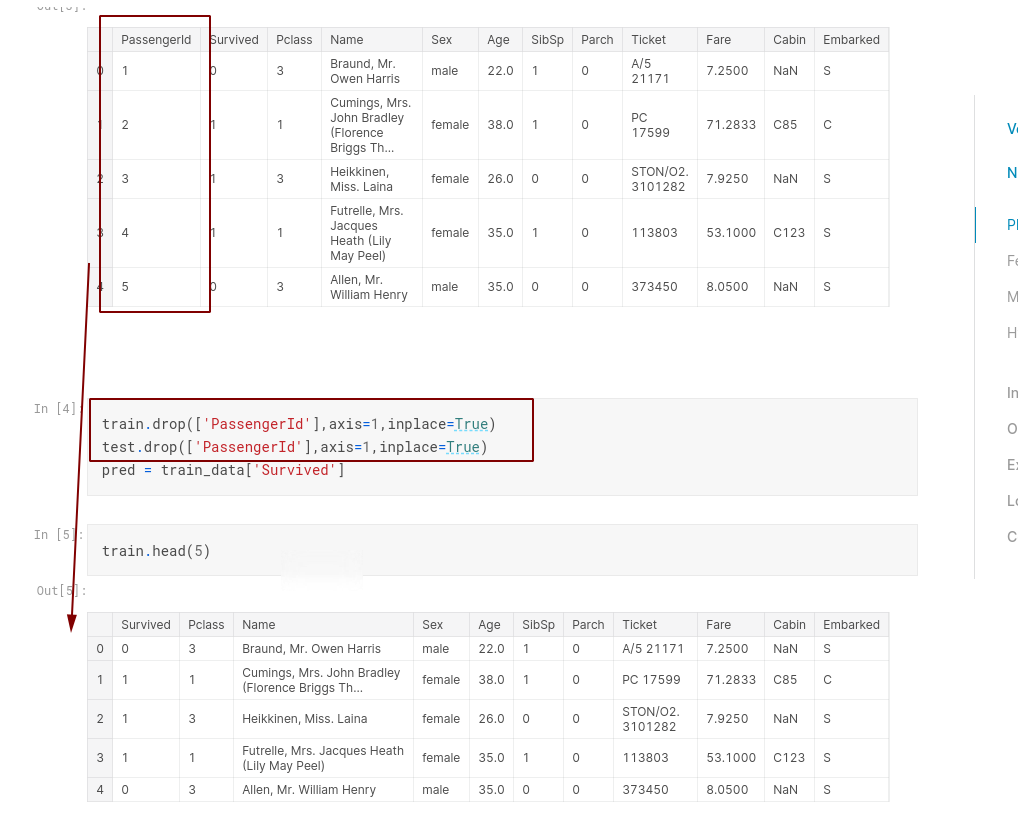 PassengerId Survived Pclass Name Sex Age SibSp Parch Ticket Fare Cabin Embarked
0 1 0 3 Braund, Mr. Owen Harris male 22.0 1 0 A/5 21171 7.2500 NaN S
1 2 1 1 Cumings, Mrs. John Bradley (Florence Briggs Th... female 38.0 1 0 PC 17599 71.2833 C85 C
2 3 1 3 Heikkinen, Miss. Laina female 26.0 0 0 STON/O2. 3101282 7.9250 NaN S
3 4 1 1 Futrelle, Mrs. Jacques Heath (Lily May Peel) female 35.0 1 0 113803 53.1000 C123 S
4 5 0 3 Allen, Mr. William Henry male 35.0 0 0 373450 8.0500 NaN S
In [4]:
train.drop(['PassengerId'],axis=1,inplace=True)
test.drop(['PassengerId'],axis=1,inplace=True)
pred = train_data['Survived']
In [5]:
train.head(5)
Out[5]:
Survived Pclass Name Sex Age SibSp Parch Ticket Fare Cabin Embarked
0 0 3 Braund, Mr. Owen Harris male 22.0 1 0 A/5 21171 7.2500 NaN S
1 1 1 Cumings, Mrs. John Bradley (Florence Briggs Th... female 38.0 1 0 PC 17599 71.2833 C85 C
2 1 3 Heikkinen, Miss. Laina female 26.0 0 0 STON/O2. 3101282 7.9250 NaN S
3 1 1 Futrelle, Mrs. Jacques Heath (Lily May Peel) female 35.0 1 0 113803 53.1000 C123 S
4 0 3 Allen, Mr. William Henry male 35.0 0 0 373450 8.0500 NaN S